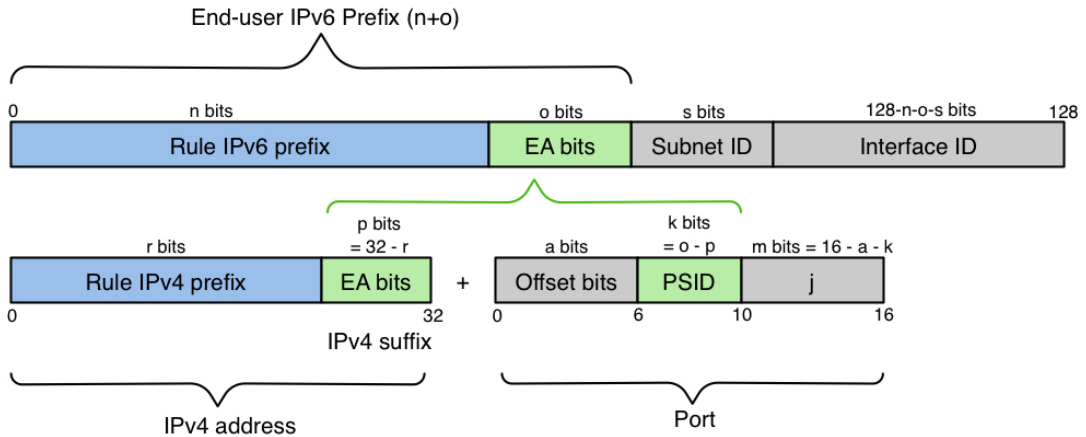 End-user IPv6 Prefix (n+o)
0 n bits o bits s bits 128-n-o-s bits 128
Rule IPv6 prefix EA bits Subnet ID Interface ID
p bits k bits
r bits = 32 - r a bits = o - p m bits = 16 - a - k
Rule IPv4 prefix EA bits + Offset bits PSID j
0 32 0 6 10 16
IPv4 suffix
IPv4 address Port